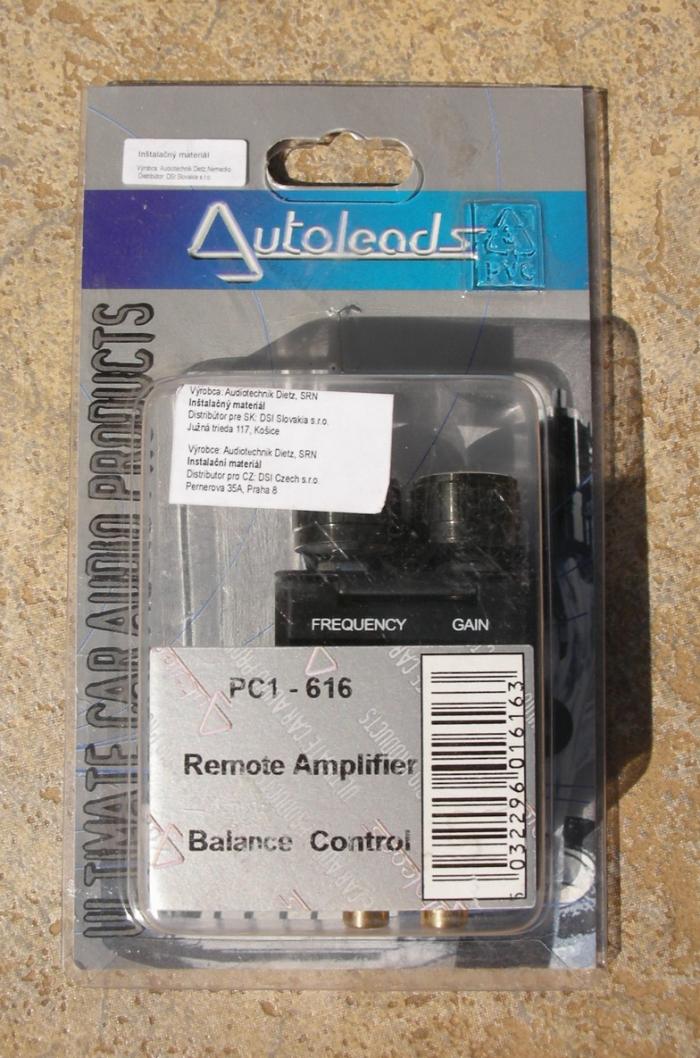 Inštalačný materiál
Výrobca: Audiotechnik Dietz, Nemecko
Distribútor: DSI Slovakia s.r.o.
Autoleads
3
PVC
ULTIMATE CAR AUDIO PRODUCTS
Výrobca: Audiotechnik Dietz, SRN
Inštalačný materiál
Distribútor pre SK: DSI Slovakia s.r.o.
Južná trieda 117, Košice
Výrobce: Audiotechnik Dietz, SRN
Instalační materiál
Distributor pro CZ: DSI Czech s.r.o.
Pernerova 35A, Praha 8
FREQUENCY GAIN
PC1 - 616
Remote Amplifier
Balance Control
5 032296 016163